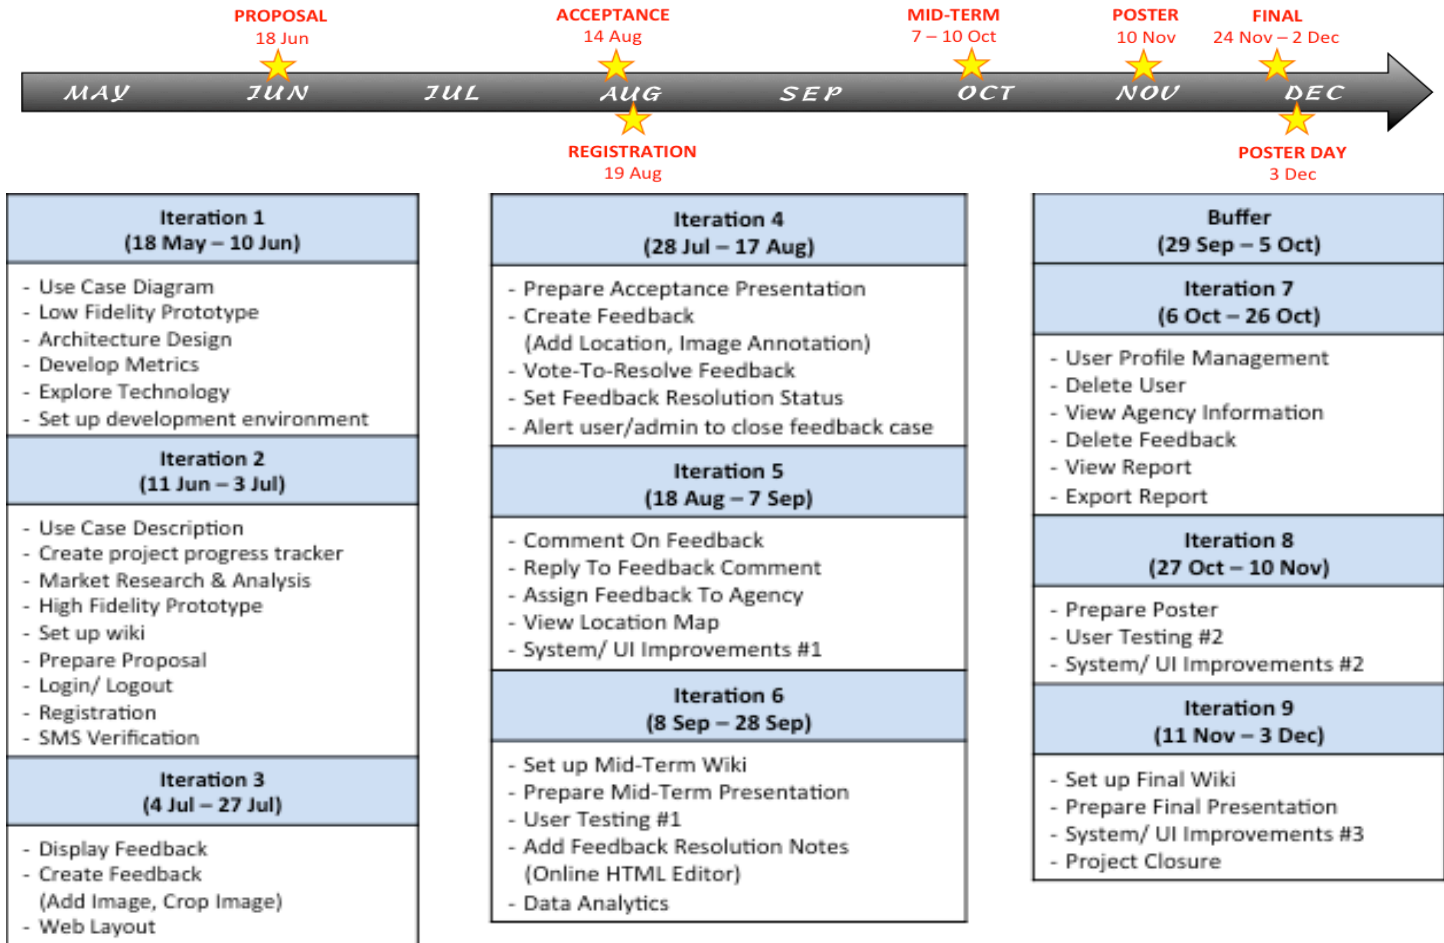 PROPOSAL
18 Jun
ACCEPTANCE
14 Aug
MID-TERM
7 – 10 Oct
POSTER
10 Nov
FINAL
24 Nov – 2 Dec
MAY JUN JUL AUG SEP OCT NOV DEC
REGISTRATION
19 Aug
POSTER DAY
3 Dec
Iteration 1
(18 May – 10 Jun)
- Use Case Diagram
- Low Fidelity Prototype
- Architecture Design
- Develop Metrics
- Explore Technology
- Set up development environment
Iteration 2
(11 Jun – 3 Jul)
- Use Case Description
- Create project progress tracker
- Market Research & Analysis
- High Fidelity Prototype
- Set up wiki
- Prepare Proposal
- Login/ Logout
- Registration
- SMS Verification
Iteration 3
(4 Jul – 27 Jul)
- Display Feedback
- Create Feedback
(Add Image, Crop Image)
- Web Layout
Iteration 4
(28 Jul – 17 Aug)
- Prepare Acceptance Presentation
- Create Feedback
(Add Location, Image Annotation)
- Vote-To-Resolve Feedback
- Set Feedback Resolution Status
- Alert user/admin to close feedback case
Iteration 5
(18 Aug – 7 Sep)
- Comment On Feedback
- Reply To Feedback Comment
- Assign Feedback To Agency
- View Location Map
- System/ UI Improvements #1
Iteration 6
(8 Sep – 28 Sep)
- Set up Mid-Term Wiki
- Prepare Mid-Term Presentation
- User Testing #1
- Add Feedback Resolution Notes
(Online HTML Editor)
- Data Analytics
Buffer
(29 Sep – 5 Oct)
Iteration 7
(6 Oct – 26 Oct)
- User Profile Management
- Delete User
- View Agency Information
- Delete Feedback
- View Report
- Export Report
Iteration 8
(27 Oct – 10 Nov)
- Prepare Poster
- User Testing #2
- System/ UI Improvements #2
Iteration 9
(11 Nov – 3 Dec)
- Set up Final Wiki
- Prepare Final Presentation
- System/ UI Improvements #3
- Project Closure